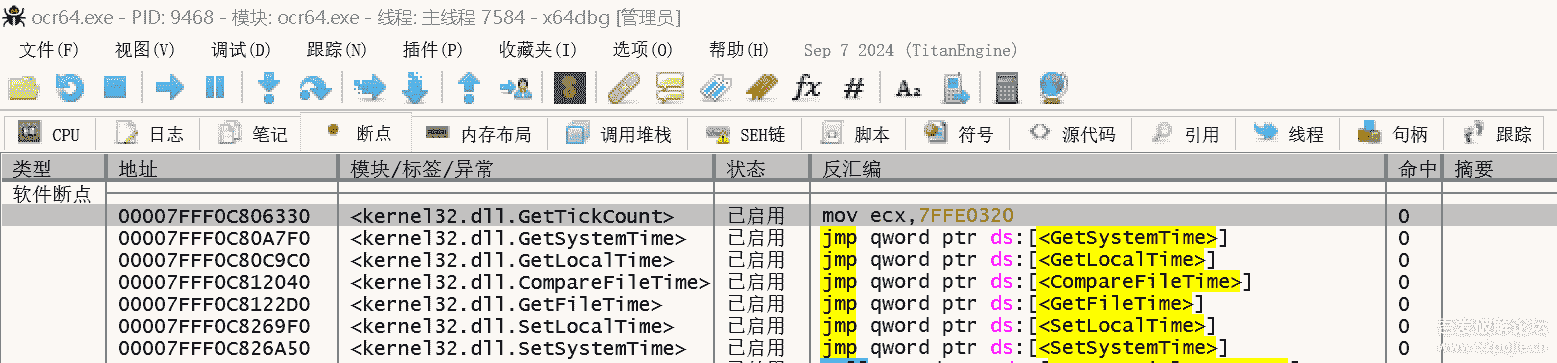 ocr64.exe - PID: 9468 - 模块: ocr64.exe - 线程: 主线程 7584 - x64dbg [管理员]
文件(F) 视图(V) 调试(D) 跟踪(N) 插件(P) 收藏夹(I) 选项(O) 帮助(H) Sep 7 2024 (TitanEngine)
CPU 日志 笔记 断点 内存布局 调用堆栈 SEH链 脚本 符号 源代码 引用 线程 句柄 跟踪
类型 地址 模块/标签/异常 状态 反汇编 命中 摘要
软件断点
00007FFF0C806330 <kernel32.dll.GetTickCount> 已启用 mov ecx,7FFE0320 0
00007FFF0C80A7F0 <kernel32.dll.GetSystemTime> 已启用 jmp qword ptr ds:[<GetSystemTime>] 0
00007FFF0C80C9C0 <kernel32.dll.GetLocalTime> 已启用 jmp qword ptr ds:[<GetLocalTime>] 0
00007FFF0C812040 <kernel32.dll.CompareFileTime> 已启用 jmp qword ptr ds:[<CompareFileTime>] 0
00007FFF0C8122D0 <kernel32.dll.GetFileTime> 已启用 jmp qword ptr ds:[<GetFileTime>] 0
00007FFF0C8269F0 <kernel32.dll.SetLocalTime> 已启用 jmp qword ptr ds:[<SetLocalTime>] 0
00007FFF0C826A50 <kernel32.dll.SetSystemTime> 已启用 jmp qword ptr ds:[<SetSystemTime>] 0